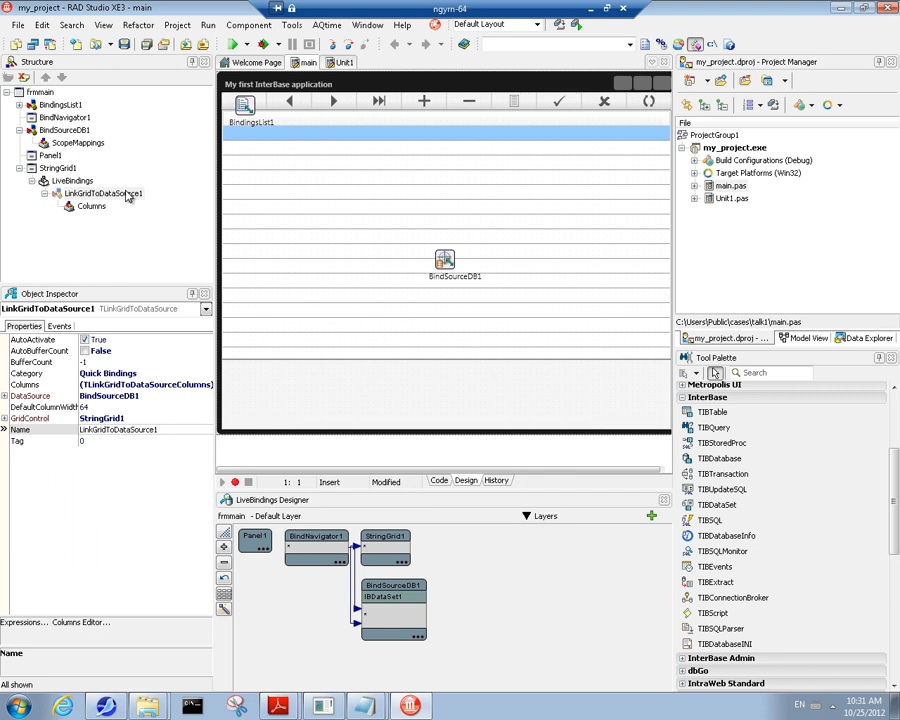 my_project - RAD Studio XE3 - main
ngyrn-64
File Edit Search View Refactor Project Run Component Tools AQtime Window Help Default Layout
Structure
Welcome Page main Unit1
my_project.dproj - Project Manager
frmmain
BindingsList1
BindNavigator1
BindSourceDB1
ScopeMappings
Panel1
StringGrid1
LiveBindings
LinkGridToDataSource1
Columns
My first InterBase application
BindingsList1
BindSourceDB1
File
ProjectGroup1
my_project.exe
Build Configurations (Debug)
Target Platforms (Win32)
main.pas
Unit1.pas
C:\Users\Public\cases\talk1\main.pas
my_project.dproj - ... Model View Data Explorer
Object Inspector
LinkGridToDataSource1 TLinkGridToDataSource
Properties Events
AutoActivate True
AutoBufferCount False
BufferCount -1
Category Quick Bindings
Columns (TLinkGridToDataSourceColumns)
DataSource BindSourceDB1
DefaultColumnWidth 64
GridControl StringGrid1
Name LinkGridToDataSource1
Tag 0
Expressions... Columns Editor...
Name
All shown
1: 1 Insert Modified Code Design History
LiveBindings Designer
frmmain - Default Layer Layers
Panel1
...
BindNavigator1
*
...
StringGrid1
*
...
BindSourceDB1
IBDataSet1
*
...
Tool Palette
Search
Metropolis UI
InterBase
TIBTable
TIBQuery
TIBStoredProc
TIBDatabase
TIBTransaction
TIBUpdateSQL
TIBDataSet
TIBSQL
TIBDatabaseInfo
TIBSQLMonitor
TIBEvents
TIBExtract
TIBConnectionBroker
TIBScript
TIBSQLParser
TIBDatabaseINI
InterBase Admin
dbGo
IntraWeb Standard
EN
10:31 AM
10/25/2012